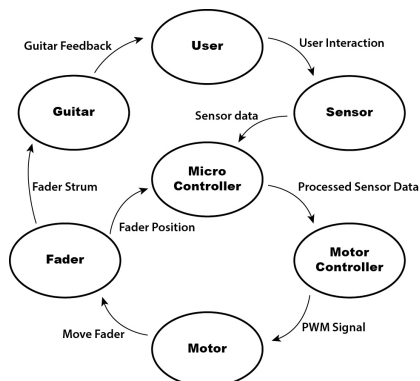 Guitar Feedback
User
User Interaction
Guitar
Sensor
Sensor data
Micro
Controller
Processed Sensor Data
Fader Strum
Fader Position
Fader
Motor
Controller
Move Fader
PWM Signal
Motor